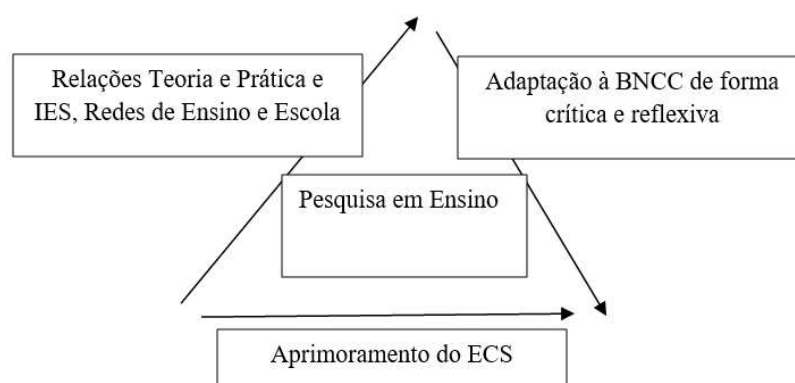 Relações Teoria e Prática e
IES, Redes de Ensino e Escola
Adaptação à BNCC de forma
crítica e reflexiva
Pesquisa em Ensino
Aprimoramento do ECS